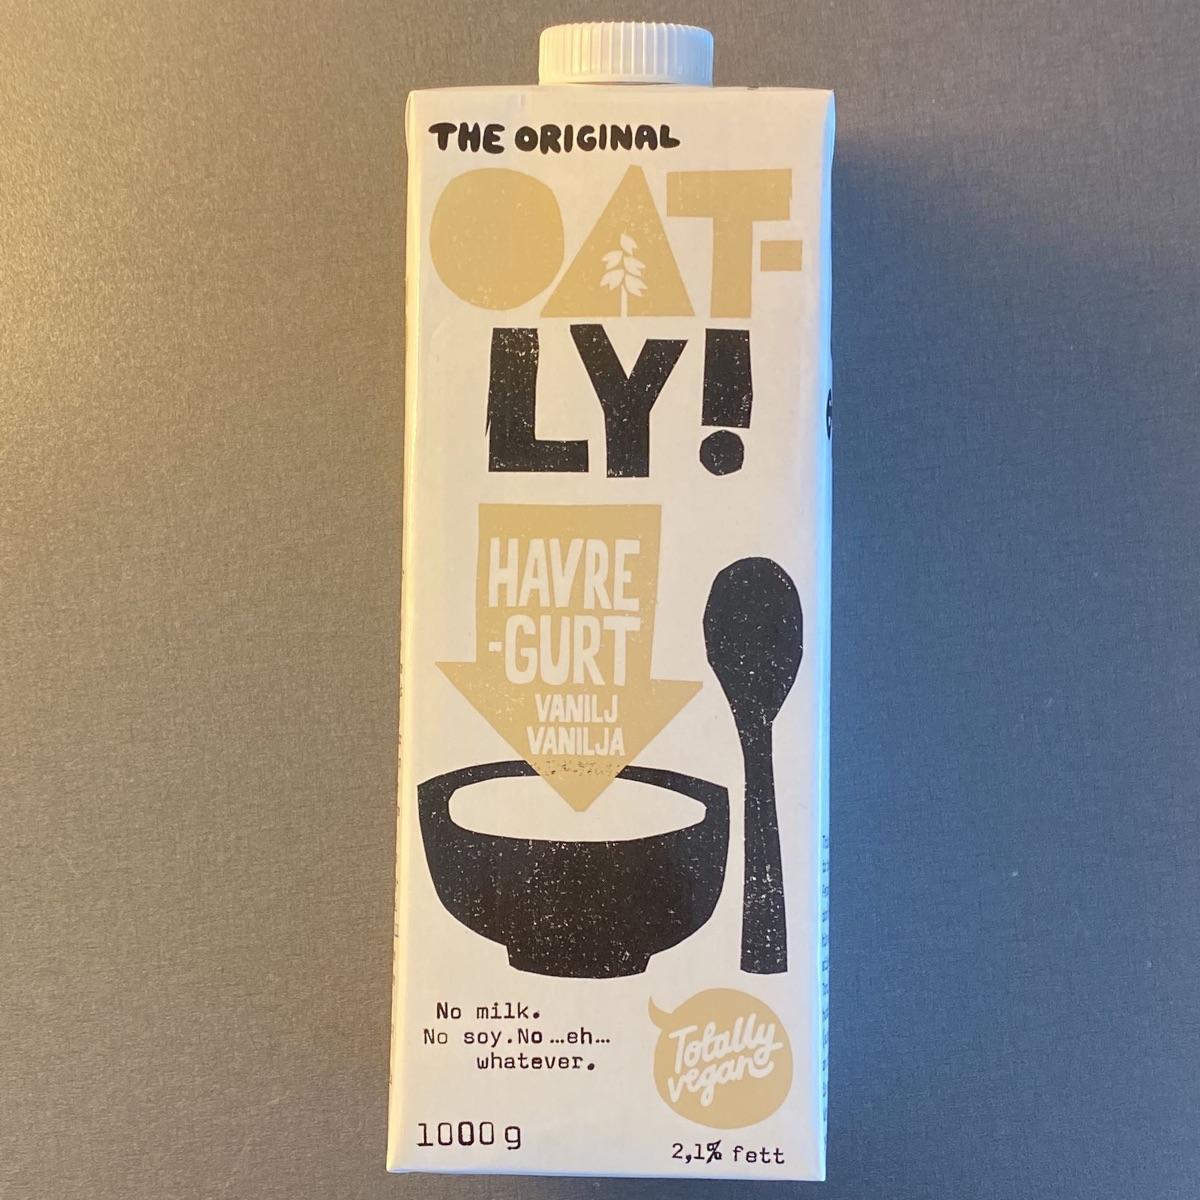 THE ORIGINAL
OAT-
LY!
HAVRE
-GURT
VANILJ
VANILJA
No milk.
No soy. No ...eh...
whatever.
Totally
vegan
1000 g
2,1% fett